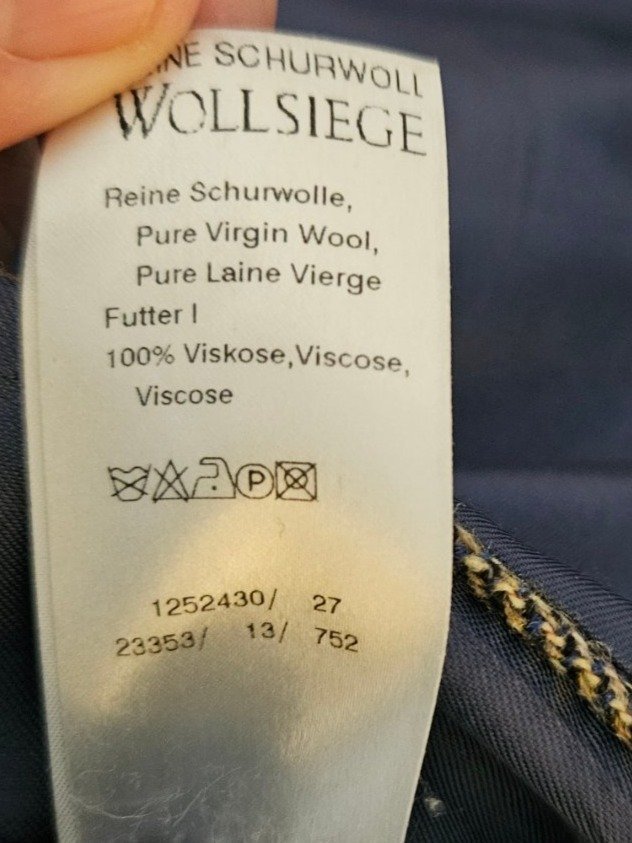 REINE SCHURWOLL
WOLLSIEGE
Reine Schurwolle,
Pure Virgin Wool,
Pure Laine Vierge
Futter I
100% Viskose,Viscose,
Viscose
P
1252430/ 27
23353/ 13/ 752